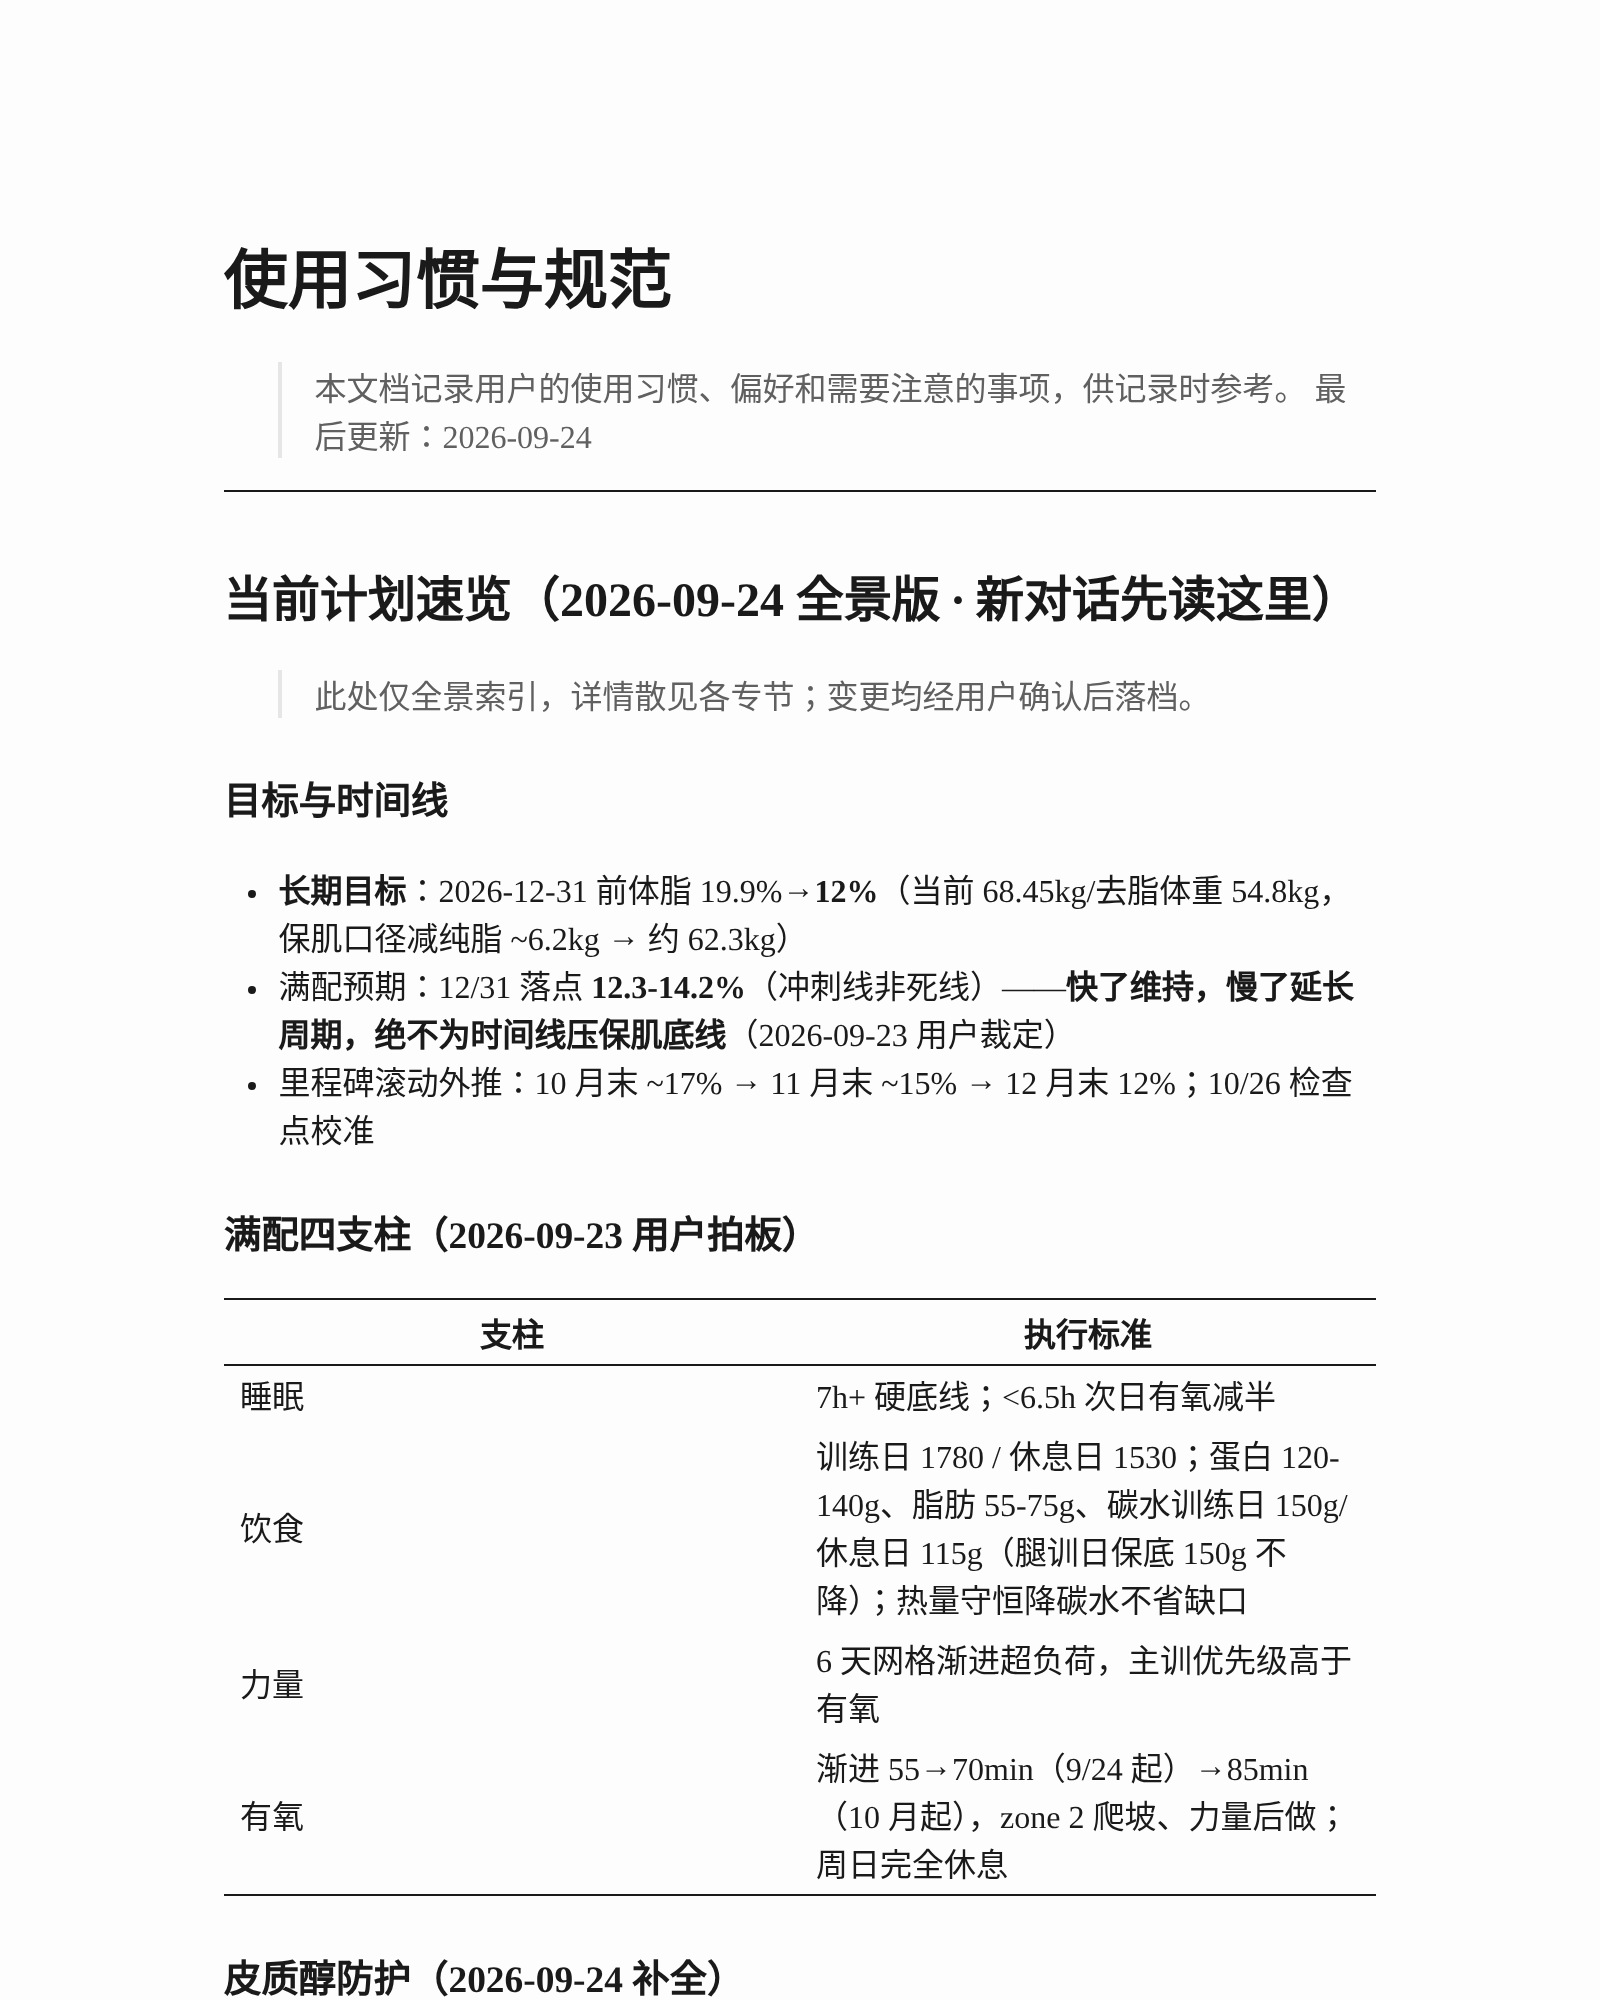 使用习惯与规范
本文档记录用户的使用习惯、偏好和需要注意的事项，供记录时参考。 最
后更新：2026-09-24
当前计划速览（2026-09-24 全景版 · 新对话先读这里）
此处仅全景索引，详情散见各专节；变更均经用户确认后落档。
目标与时间线
• 长期目标：2026-12-31 前体脂 19.9%→12%（当前 68.45kg/去脂体重 54.8kg，
保肌口径减纯脂 ~6.2kg → 约 62.3kg）
• 满配预期：12/31 落点 12.3-14.2%（冲刺线非死线）——快了维持，慢了延长
周期，绝不为时间线压保肌底线（2026-09-23 用户裁定）
• 里程碑滚动外推：10 月末 ~17% → 11 月末 ~15% → 12 月末 12%；10/26 检查
点校准
满配四支柱（2026-09-23 用户拍板）
支柱 执行标准
睡眠 7h+ 硬底线；<6.5h 次日有氧减半
饮食 训练日 1780 / 休息日 1530；蛋白 120-
140g、脂肪 55-75g、碳水训练日 150g/
休息日 115g（腿训日保底 150g 不
降）；热量守恒降碳水不省缺口
力量 6 天网格渐进超负荷，主训优先级高于
有氧
有氧 渐进 55→70min（9/24 起）→85min
（10 月起），zone 2 爬坡、力量后做；
周日完全休息
皮质醇防护（2026-09-24 补全）